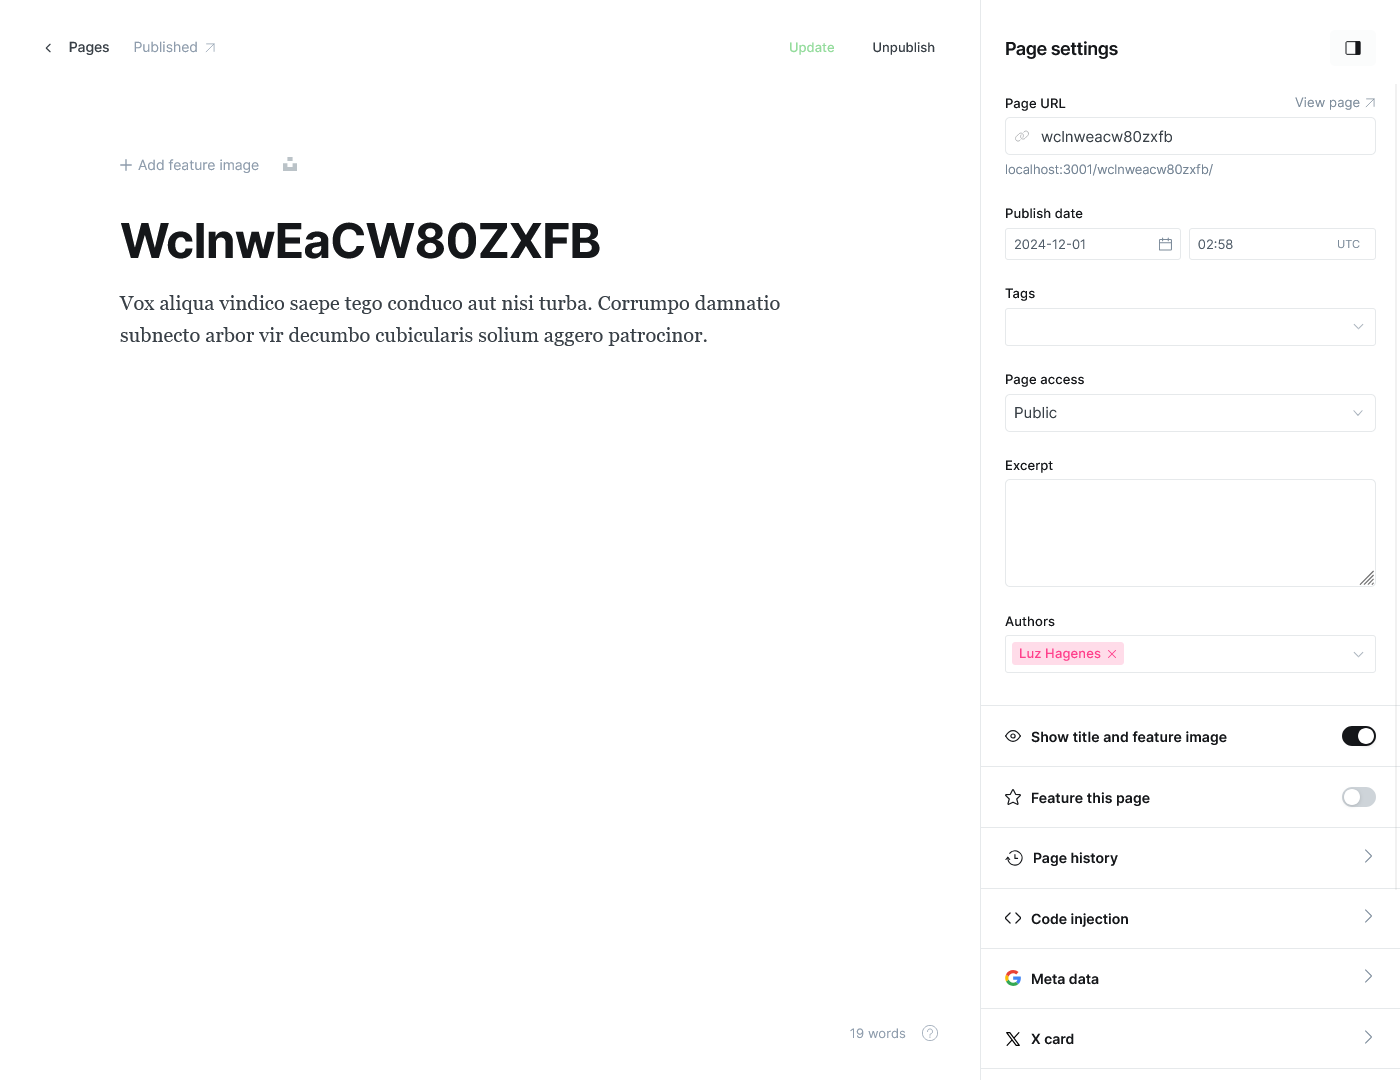 Pages
Published
Update
Unpublish
Add feature image
WcInwEaCW80ZXFB
Vox aliqua vindico saepe tego conduco aut nisi turba. Corrumpo damnatio
subnecto arbor vir decumbo cubicularis solium aggero patrocinor.
19 words
Page settings
Page URL
View page
wclnweacw80zxfb
localhost:3001/wclnweacw80zxfb/
Publish date
2024-12-01
02:58
UTC
Tags
Page access
Public
Excerpt
Authors
Luz Hagenes
Show title and feature image
Feature this page
Page history
Code injection
Meta data
X card